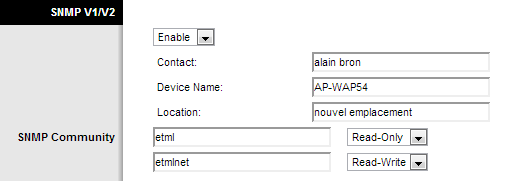 SNMP V1/V2
Enable
Contact: alain bron
Device Name: AP-WAP54
Location: nouvel emplacement
SNMP Community etml Read-Only
etmlnet Read-Write